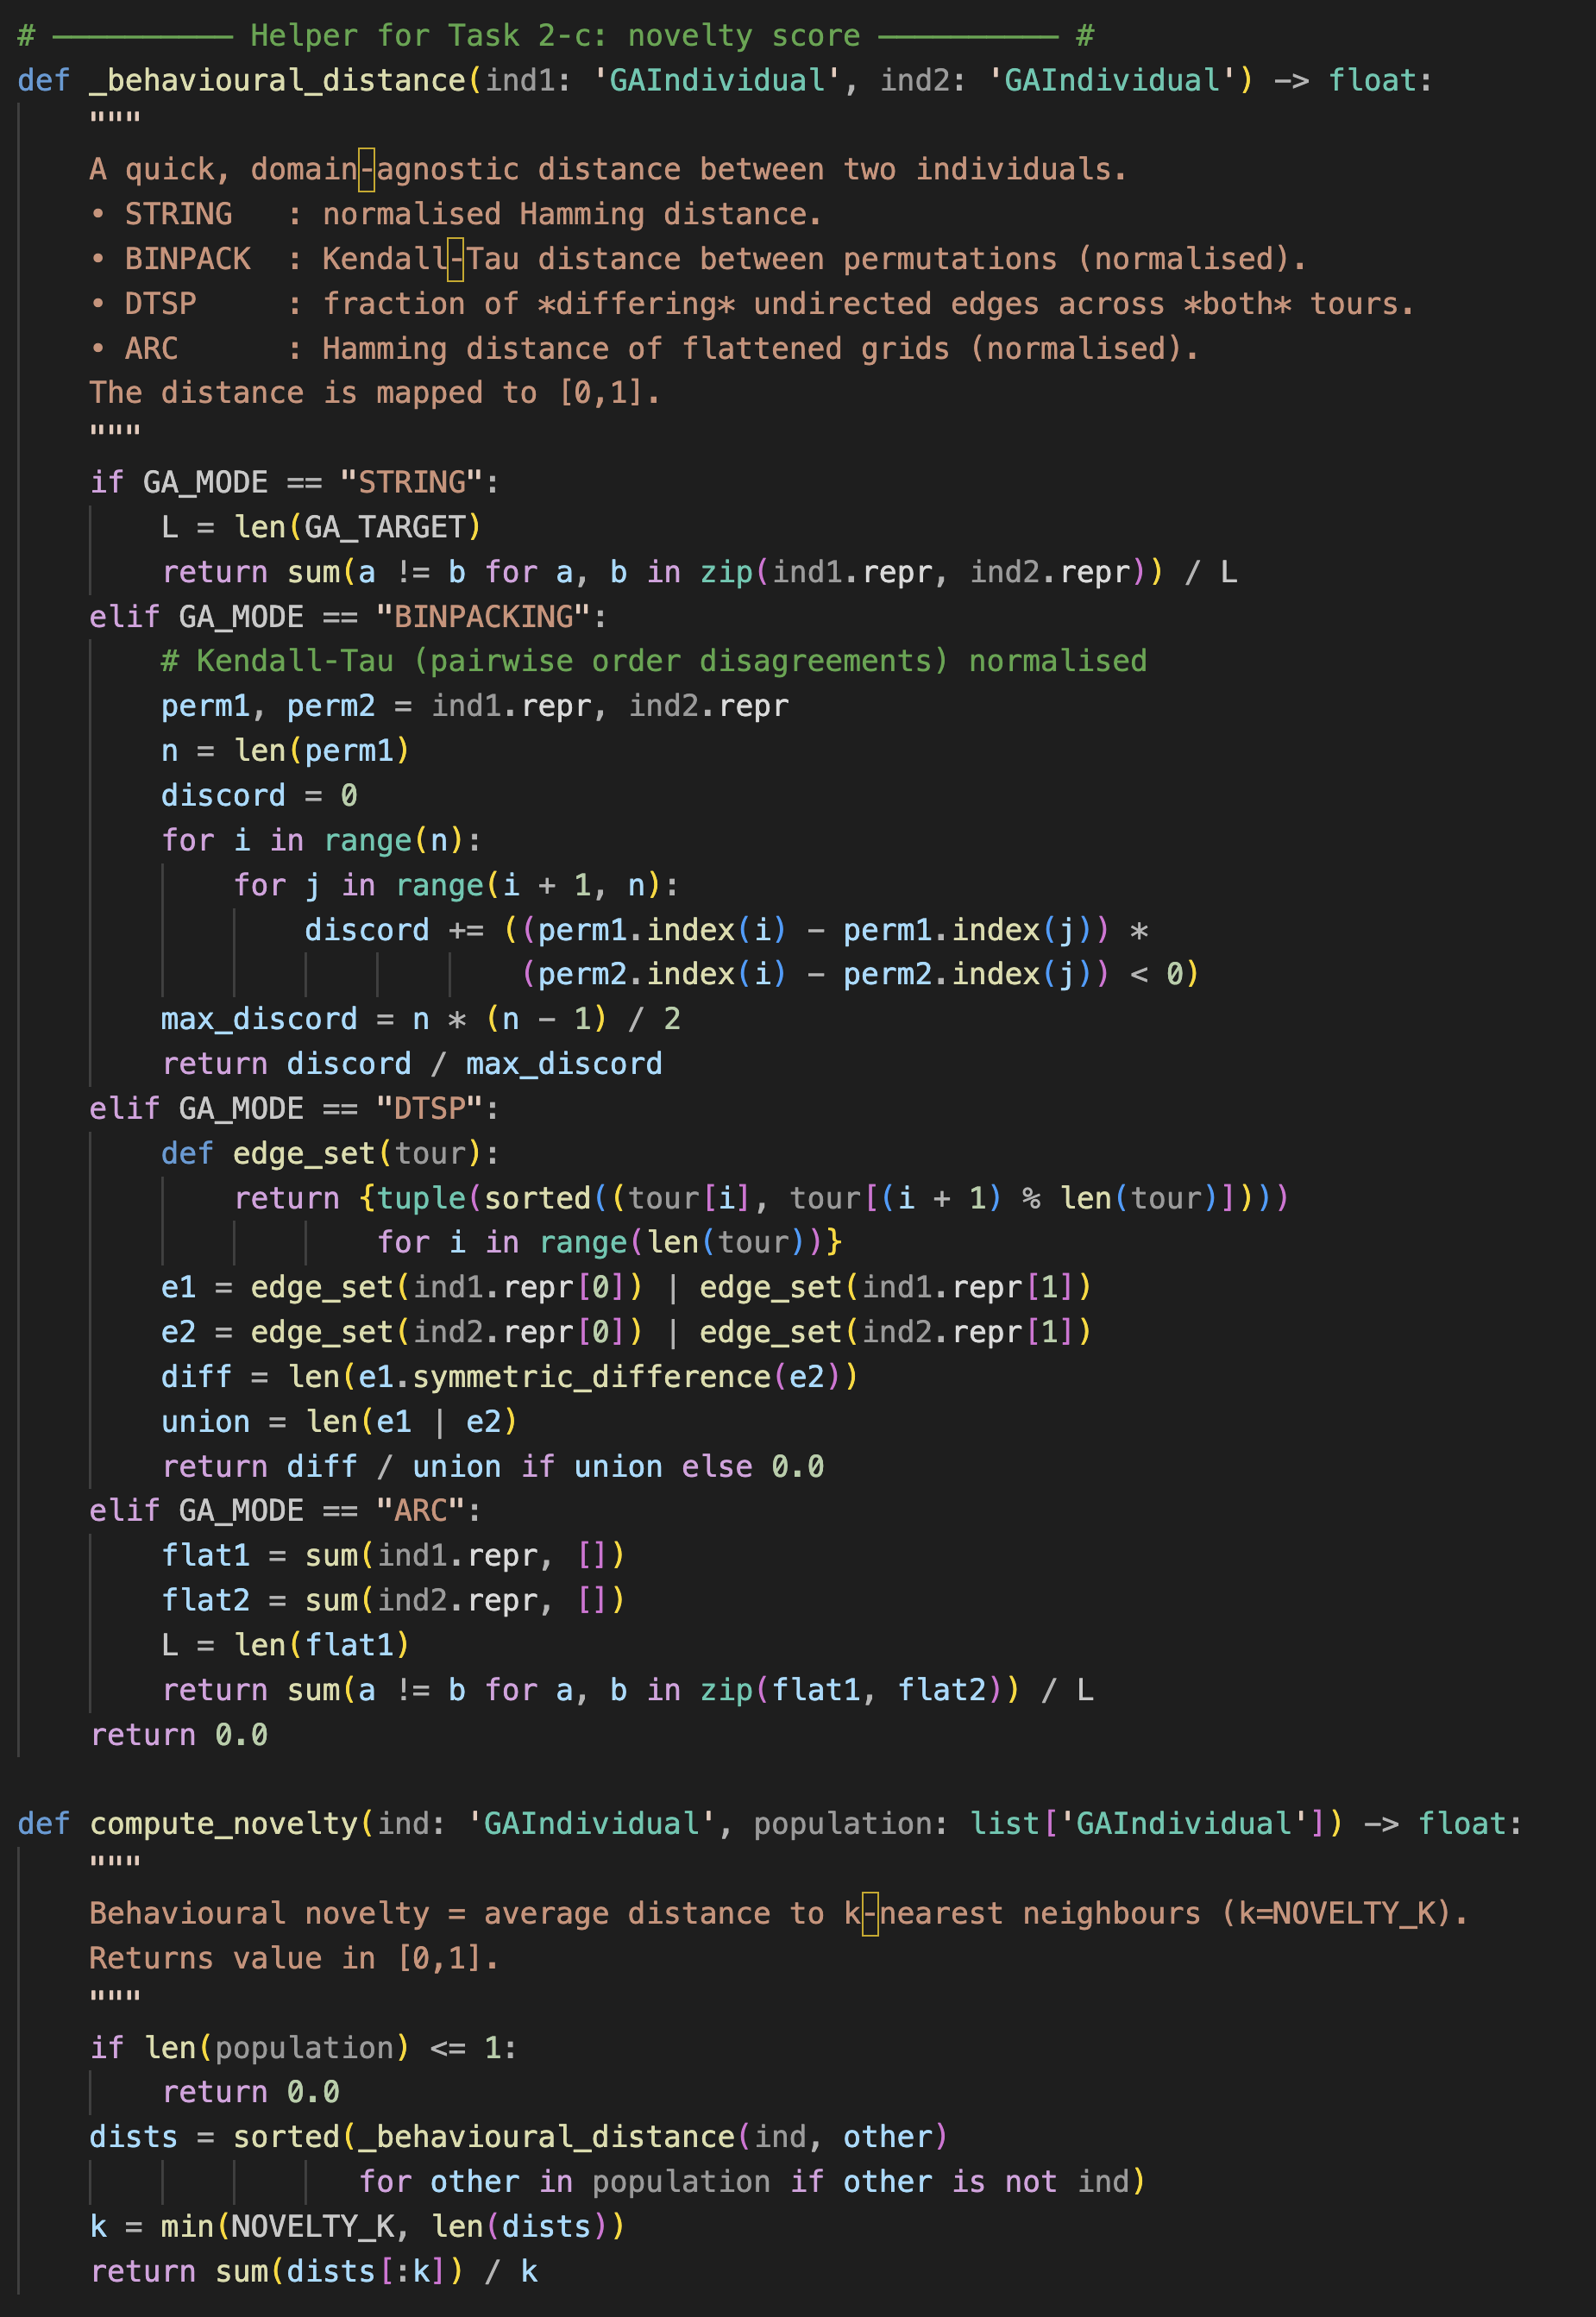 # ────────── Helper for Task 2-c: novelty score ────────── #
def _behavioural_distance(ind1: 'GAIndividual', ind2: 'GAIndividual') -> float:
    """
    A quick, domain‑agnostic distance between two individuals.
    • STRING   : normalised Hamming distance.
    • BINPACK  : Kendall‑Tau distance between permutations (normalised).
    • DTSP     : fraction of *differing* undirected edges across *both* tours.
    • ARC      : Hamming distance of flattened grids (normalised).
    The distance is mapped to [0,1].
    """
    if GA_MODE == "STRING":
        L = len(GA_TARGET)
        return sum(a != b for a, b in zip(ind1.repr, ind2.repr)) / L
    elif GA_MODE == "BINPACKING":
        # Kendall-Tau (pairwise order disagreements) normalised
        perm1, perm2 = ind1.repr, ind2.repr
        n = len(perm1)
        discord = 0
        for i in range(n):
            for j in range(i + 1, n):
                discord += ((perm1.index(i) - perm1.index(j)) *
                            (perm2.index(i) - perm2.index(j)) < 0)
        max_discord = n * (n - 1) / 2
        return discord / max_discord
    elif GA_MODE == "DTSP":
        def edge_set(tour):
            return {tuple(sorted((tour[i], tour[(i + 1) % len(tour)])))
                    for i in range(len(tour))}
        e1 = edge_set(ind1.repr[0]) | edge_set(ind1.repr[1])
        e2 = edge_set(ind2.repr[0]) | edge_set(ind2.repr[1])
        diff = len(e1.symmetric_difference(e2))
        union = len(e1 | e2)
        return diff / union if union else 0.0
    elif GA_MODE == "ARC":
        flat1 = sum(ind1.repr, [])
        flat2 = sum(ind2.repr, [])
        L = len(flat1)
        return sum(a != b for a, b in zip(flat1, flat2)) / L
    return 0.0

def compute_novelty(ind: 'GAIndividual', population: list['GAIndividual']) -> float:
    """
    Behavioural novelty = average distance to k‑nearest neighbours (k=NOVELTY_K).
    Returns value in [0,1].
    """
    if len(population) <= 1:
        return 0.0
    dists = sorted(_behavioural_distance(ind, other)
                   for other in population if other is not ind)
    k = min(NOVELTY_K, len(dists))
    return sum(dists[:k]) / k